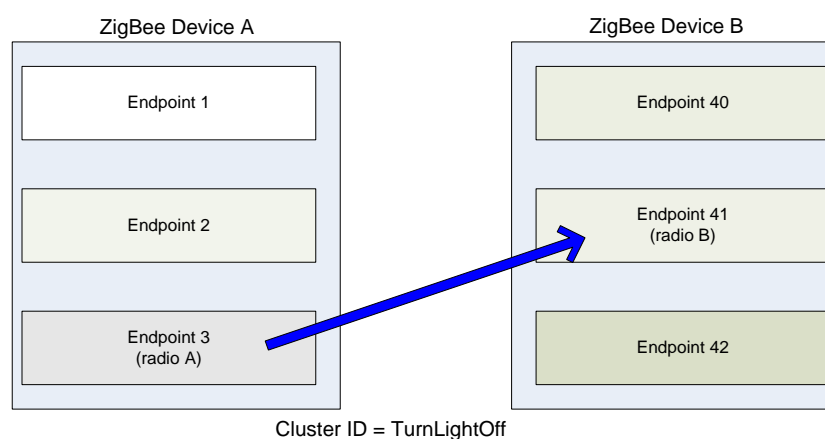 ZigBee Device A
ZigBee Device B
Endpoint 1
Endpoint 2
Endpoint 3
(radio A)
Endpoint 40
Endpoint 41
(radio B)
Endpoint 42
Cluster ID = TurnLightOff